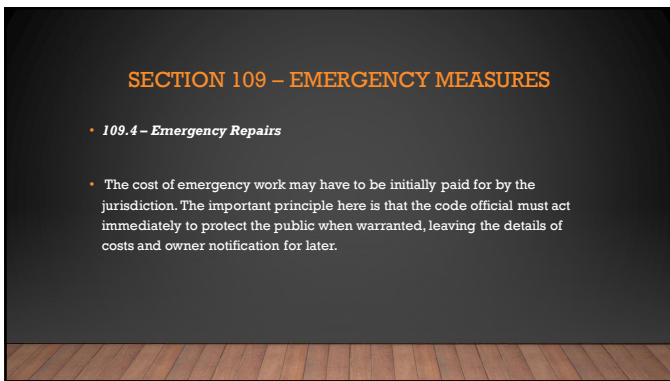 SECTION 109 – EMERGENCY MEASURES
• 109.4 – Emergency Repairs
• The cost of emergency work may have to be initially paid for by the
jurisdiction. The important principle here is that the code official must act
immediately to protect the public when warranted, leaving the details of
costs and owner notification for later.